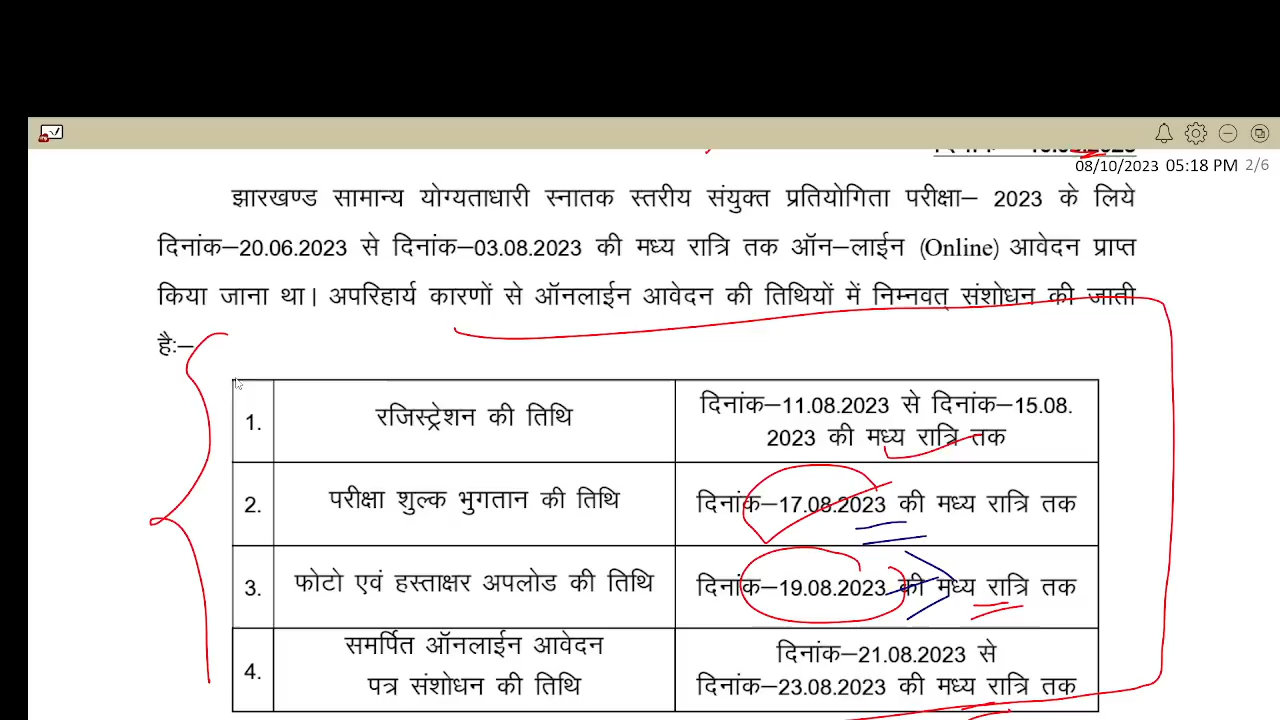 08/10/2023 05:18 PM 2/6
झारखण्ड सामान्य योग्यताधारी स्नातक स्तरीय संयुक्त प्रतियोगिता परीक्षा– 2023 के लिये
दिनांक–20.06.2023 से दिनांक–03.08.2023 की मध्य रात्रि तक ऑन–लाईन (Online) आवेदन प्राप्त
किया जाना था। अपरिहार्य कारणों से ऑनलाईन आवेदन की तिथियों में निम्नवत् संशोधन की जाती
है:–
1. रजिस्ट्रेशन की तिथि दिनांक–11.08.2023 से दिनांक–15.08.
2023 की मध्य रात्रि तक
2. परीक्षा शुल्क भुगतान की तिथि दिनांक–17.08.2023 की मध्य रात्रि तक
3. फोटो एवं हस्ताक्षर अपलोड की तिथि दिनांक–19.08.2023 की मध्य रात्रि तक
4. समर्पित ऑनलाईन आवेदन
पत्र संशोधन की तिथि
दिनांक–21.08.2023 से
दिनांक–23.08.2023 की मध्य रात्रि तक